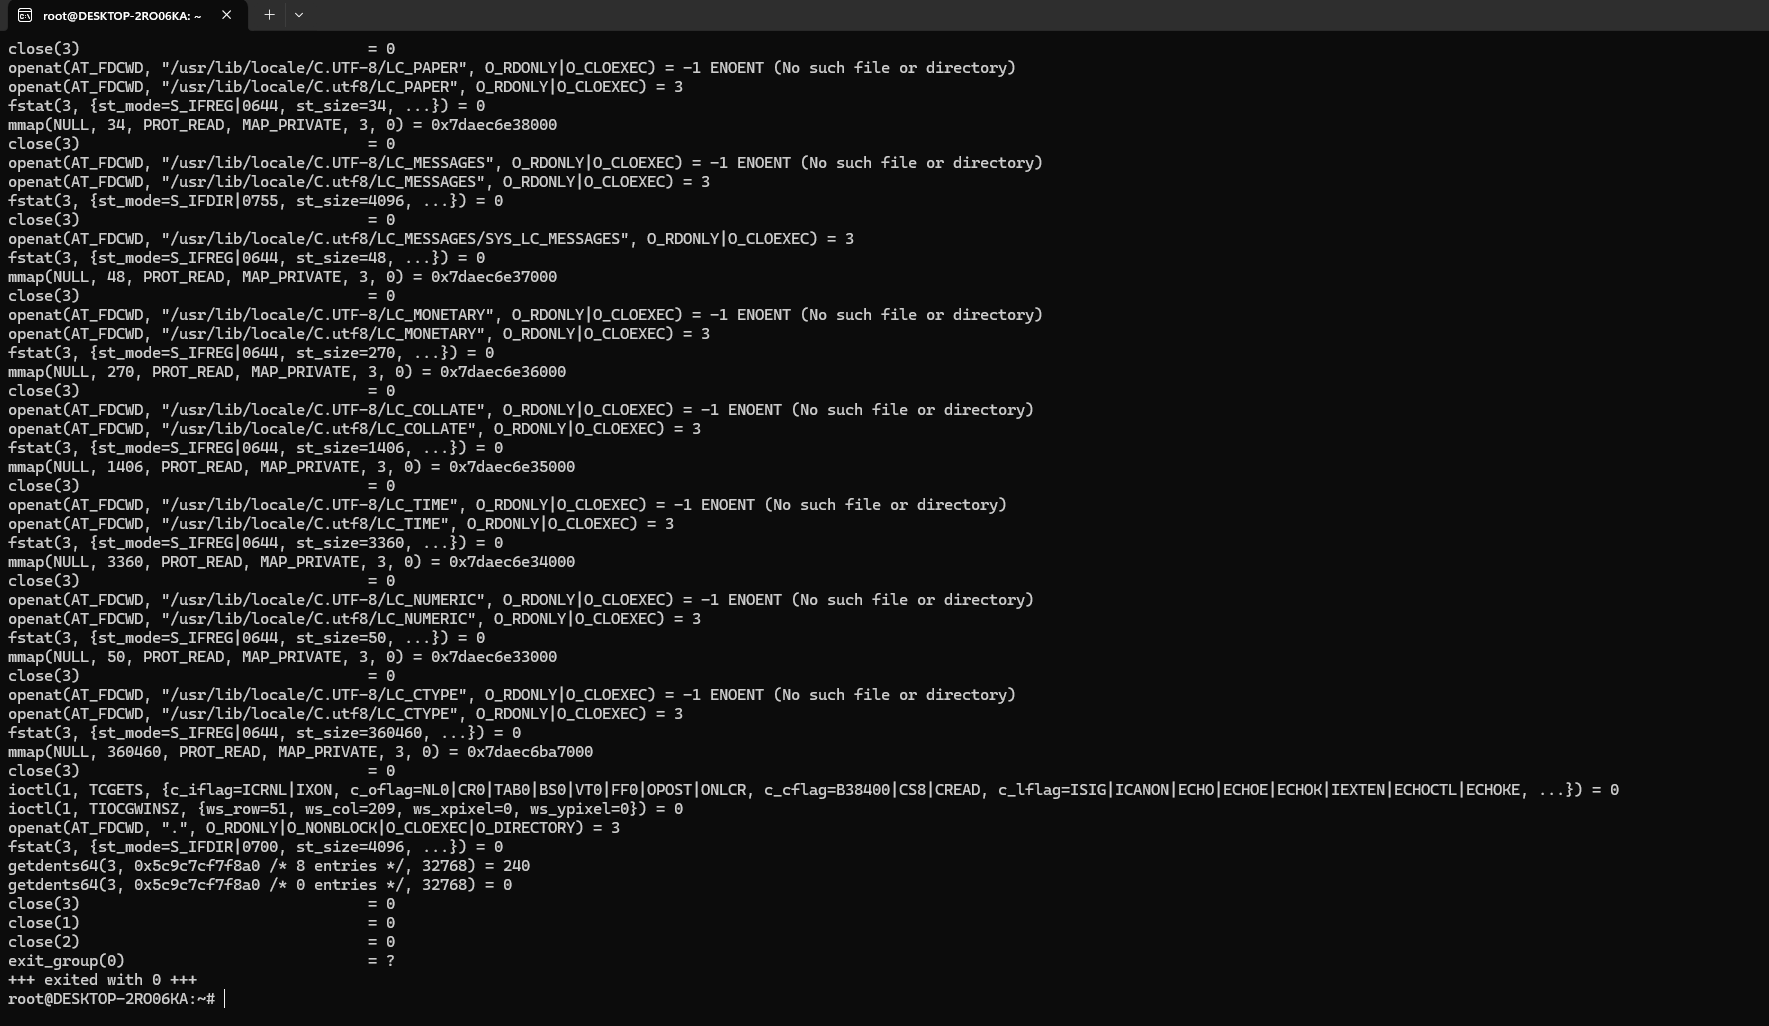 root@DESKTOP-2RO06KA: ~
close(3)                                = 0
openat(AT_FDCWD, "/usr/lib/locale/C.UTF-8/LC_PAPER", O_RDONLY|O_CLOEXEC) = -1 ENOENT (No such file or directory)
openat(AT_FDCWD, "/usr/lib/locale/C.utf8/LC_PAPER", O_RDONLY|O_CLOEXEC) = 3
fstat(3, {st_mode=S_IFREG|0644, st_size=34, ...}) = 0
mmap(NULL, 34, PROT_READ, MAP_PRIVATE, 3, 0) = 0x7daec6e38000
close(3)                                = 0
openat(AT_FDCWD, "/usr/lib/locale/C.UTF-8/LC_MESSAGES", O_RDONLY|O_CLOEXEC) = -1 ENOENT (No such file or directory)
openat(AT_FDCWD, "/usr/lib/locale/C.utf8/LC_MESSAGES", O_RDONLY|O_CLOEXEC) = 3
fstat(3, {st_mode=S_IFDIR|0755, st_size=4096, ...}) = 0
close(3)                                = 0
openat(AT_FDCWD, "/usr/lib/locale/C.utf8/LC_MESSAGES/SYS_LC_MESSAGES", O_RDONLY|O_CLOEXEC) = 3
fstat(3, {st_mode=S_IFREG|0644, st_size=48, ...}) = 0
mmap(NULL, 48, PROT_READ, MAP_PRIVATE, 3, 0) = 0x7daec6e37000
close(3)                                = 0
openat(AT_FDCWD, "/usr/lib/locale/C.UTF-8/LC_MONETARY", O_RDONLY|O_CLOEXEC) = -1 ENOENT (No such file or directory)
openat(AT_FDCWD, "/usr/lib/locale/C.utf8/LC_MONETARY", O_RDONLY|O_CLOEXEC) = 3
fstat(3, {st_mode=S_IFREG|0644, st_size=270, ...}) = 0
mmap(NULL, 270, PROT_READ, MAP_PRIVATE, 3, 0) = 0x7daec6e36000
close(3)                                = 0
openat(AT_FDCWD, "/usr/lib/locale/C.UTF-8/LC_COLLATE", O_RDONLY|O_CLOEXEC) = -1 ENOENT (No such file or directory)
openat(AT_FDCWD, "/usr/lib/locale/C.utf8/LC_COLLATE", O_RDONLY|O_CLOEXEC) = 3
fstat(3, {st_mode=S_IFREG|0644, st_size=1406, ...}) = 0
mmap(NULL, 1406, PROT_READ, MAP_PRIVATE, 3, 0) = 0x7daec6e35000
close(3)                                = 0
openat(AT_FDCWD, "/usr/lib/locale/C.UTF-8/LC_TIME", O_RDONLY|O_CLOEXEC) = -1 ENOENT (No such file or directory)
openat(AT_FDCWD, "/usr/lib/locale/C.utf8/LC_TIME", O_RDONLY|O_CLOEXEC) = 3
fstat(3, {st_mode=S_IFREG|0644, st_size=3360, ...}) = 0
mmap(NULL, 3360, PROT_READ, MAP_PRIVATE, 3, 0) = 0x7daec6e34000
close(3)                                = 0
openat(AT_FDCWD, "/usr/lib/locale/C.UTF-8/LC_NUMERIC", O_RDONLY|O_CLOEXEC) = -1 ENOENT (No such file or directory)
openat(AT_FDCWD, "/usr/lib/locale/C.utf8/LC_NUMERIC", O_RDONLY|O_CLOEXEC) = 3
fstat(3, {st_mode=S_IFREG|0644, st_size=50, ...}) = 0
mmap(NULL, 50, PROT_READ, MAP_PRIVATE, 3, 0) = 0x7daec6e33000
close(3)                                = 0
openat(AT_FDCWD, "/usr/lib/locale/C.UTF-8/LC_CTYPE", O_RDONLY|O_CLOEXEC) = -1 ENOENT (No such file or directory)
openat(AT_FDCWD, "/usr/lib/locale/C.utf8/LC_CTYPE", O_RDONLY|O_CLOEXEC) = 3
fstat(3, {st_mode=S_IFREG|0644, st_size=360460, ...}) = 0
mmap(NULL, 360460, PROT_READ, MAP_PRIVATE, 3, 0) = 0x7daec6ba7000
close(3)                                = 0
ioctl(1, TCGETS, {c_iflag=ICRNL|IXON, c_oflag=NL0|CR0|TAB0|BS0|VT0|FF0|OPOST|ONLCR, c_cflag=B38400|CS8|CREAD, c_lflag=ISIG|ICANON|ECHO|ECHOE|ECHOK|IEXTEN|ECHOCTL|ECHOKE, ...}) = 0
ioctl(1, TIOCGWINSZ, {ws_row=51, ws_col=209, ws_xpixel=0, ws_ypixel=0}) = 0
openat(AT_FDCWD, ".", O_RDONLY|O_NONBLOCK|O_CLOEXEC|O_DIRECTORY) = 3
fstat(3, {st_mode=S_IFDIR|0700, st_size=4096, ...}) = 0
getdents64(3, 0x5c9c7cf7f8a0 /* 8 entries */, 32768) = 240
getdents64(3, 0x5c9c7cf7f8a0 /* 0 entries */, 32768) = 0
close(3)                                = 0
close(1)                                = 0
close(2)                                = 0
exit_group(0)                           = ?
+++ exited with 0 +++
root@DESKTOP-2RO06KA:~#